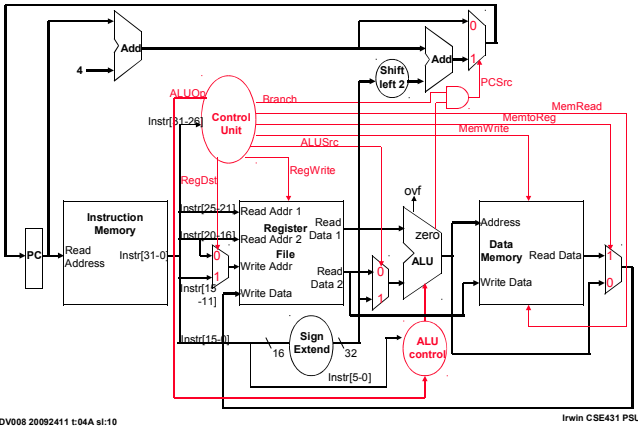 Add
4
Shift
left 2
Add
0
1
PCSrc
ALUOp
Branch
MemRead
Instr[31-26]
Control
Unit
MemtoReg
MemWrite
ALUSrc
RegWrite
RegDst
ovf
Instruction
Memory
PC
Read
Address
Instr[31-0]
Instr[25-21]
Read Addr 1
Instr[20-16]
Read Addr 2
Register
File
Read
Data 1
Read
Data 2
0
1
Write Addr
Instr[15
-11]
Write Data
zero
ALU
0
1
Address
Data
Memory
Read Data
Write Data
1
0
Instr[15-0]
16
Sign
Extend
32
ALU
control
Instr[5-0]
DV008 20092411 t:04A sl:10
Irwin CSE431 PSU